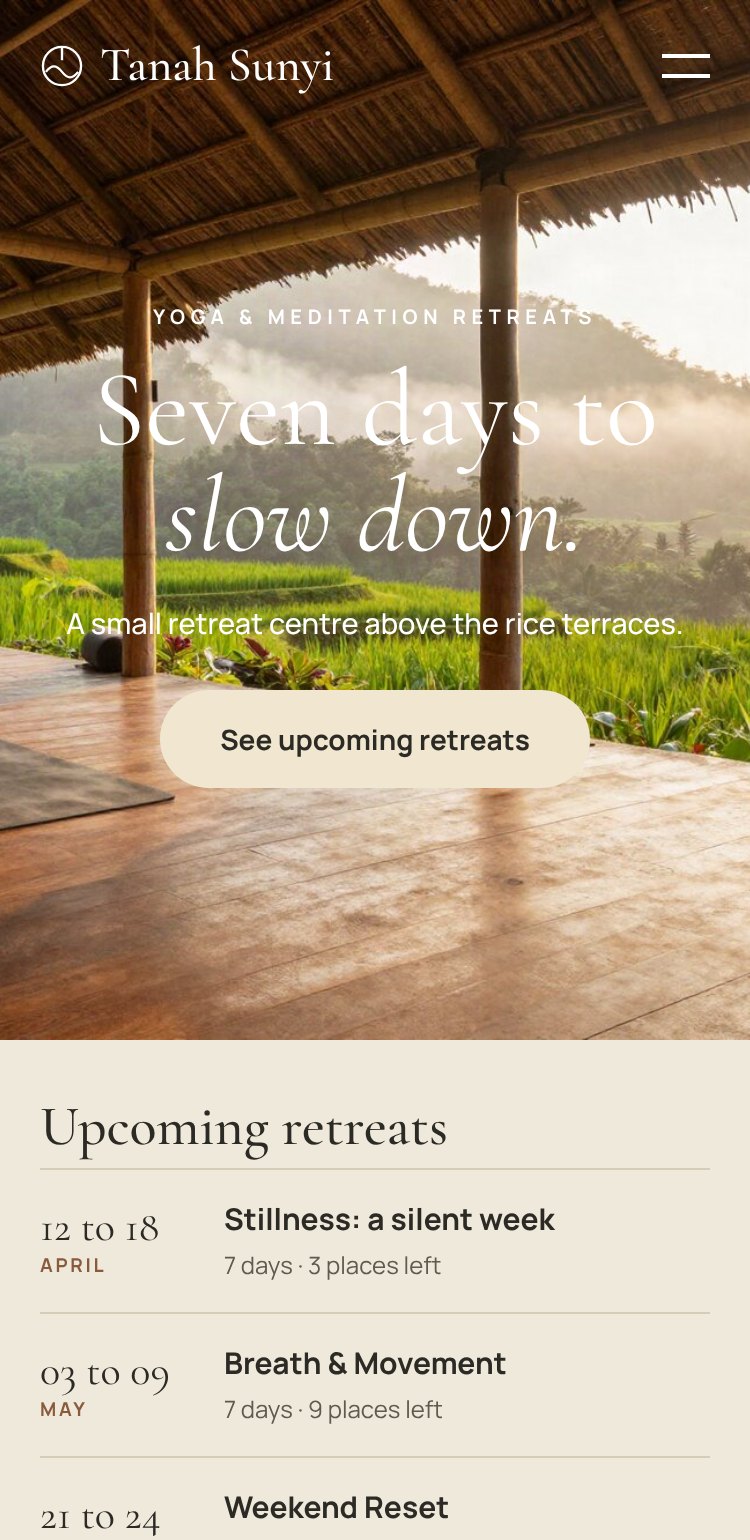 Tanah Sunyi
YOGA & MEDITATION RETREATS
Seven days to
slow down.
A small retreat centre above the rice terraces.
See upcoming retreats
Upcoming retreats
12 to 18
APRIL
Stillness: a silent week
7 days · 3 places left
03 to 09
MAY
Breath & Movement
7 days · 9 places left
21 to 24
Weekend Reset